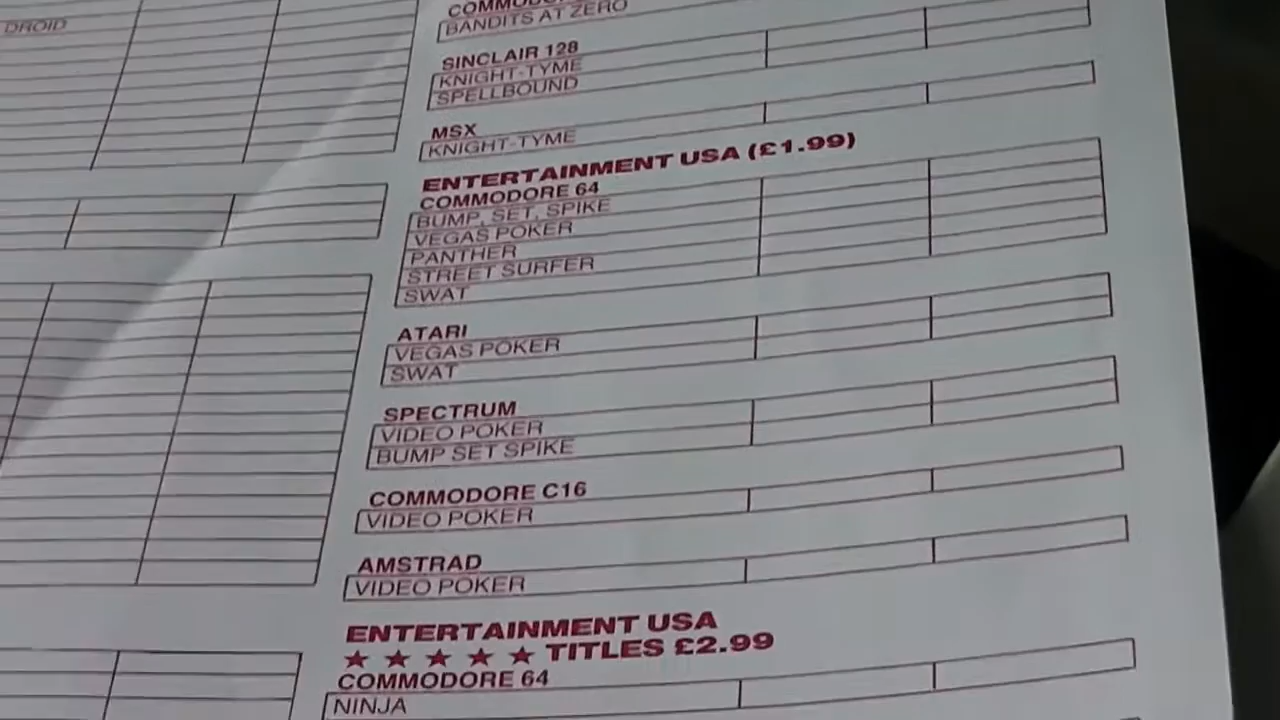 DROID
BANDITS AT ZERO
SINCLAIR 128
KNIGHT-TYME
SPELLBOUND
MSX
KNIGHT-TYME
ENTERTAINMENT USA (£1.99)
COMMODORE 64
BUMP, SET, SPIKE
VEGAS POKER
PANTHER
STREET SURFER
SWAT
ATARI
VEGAS POKER
SWAT
SPECTRUM
VIDEO POKER
BUMP SET SPIKE
COMMODORE C16
VIDEO POKER
AMSTRAD
VIDEO POKER
ENTERTAINMENT USA
★ ★ ★ ★ ★ TITLES £2.99
COMMODORE 64
NINJA